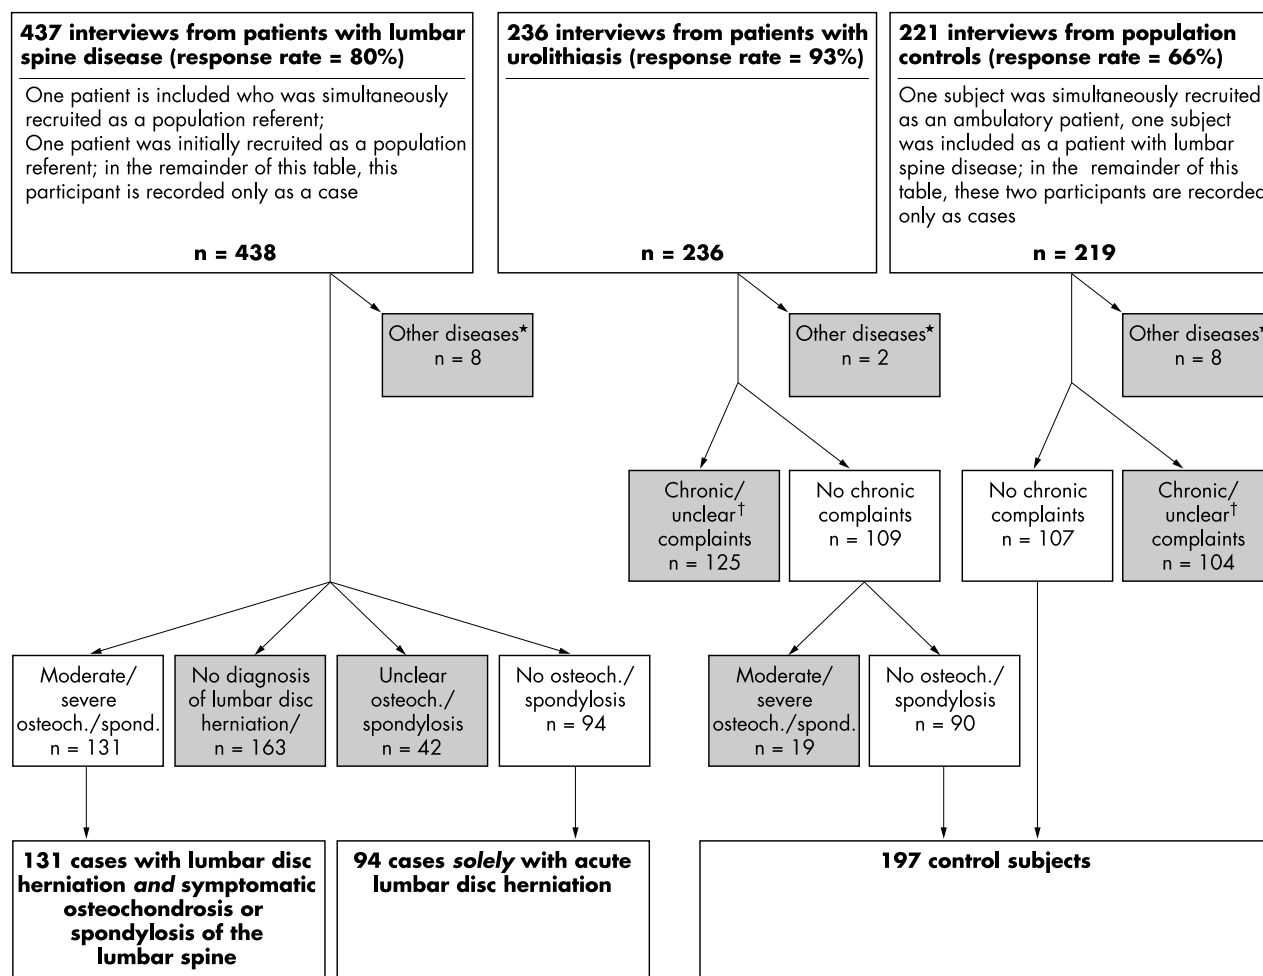 437 interviews from patients with lumbar
spine disease (response rate = 80%)
One patient is included who was simultaneously
recruited as a population referent;
One patient was initially recruited as a population
referent; in the remainder of this table, this
participant is recorded only as a case
n = 438
236 interviews from patients with
urolithiasis (response rate = 93%)
n = 236
221 interviews from population
controls (response rate = 66%)
One subject was simultaneously recruited
as an ambulatory patient, one subject
was included as a patient with lumbar
spine disease; in the remainder of this
table, these two participants are recorded
only as cases
n = 219
Other diseases★
n = 8
Other diseases★
n = 2
Other diseases★
n = 8
Chronic/
unclear†
complaints
n = 125
No chronic
complaints
n = 109
No chronic
complaints
n = 107
Chronic/
unclear†
complaints
n = 104
Moderate/
severe
osteoch./spond.
n = 131
No diagnosis
of lumbar disc
herniation/
n = 163
Unclear
osteoch./
spondylosis
n = 42
No osteoch./
spondylosis
n = 94
Moderate/
severe
osteoch./spond.
n = 19
No osteoch./
spondylosis
n = 90
131 cases with lumbar disc
herniation and symptomatic
osteochondrosis or
spondylosis of the
lumbar spine
94 cases solely with acute
lumbar disc herniation
197 control subjects